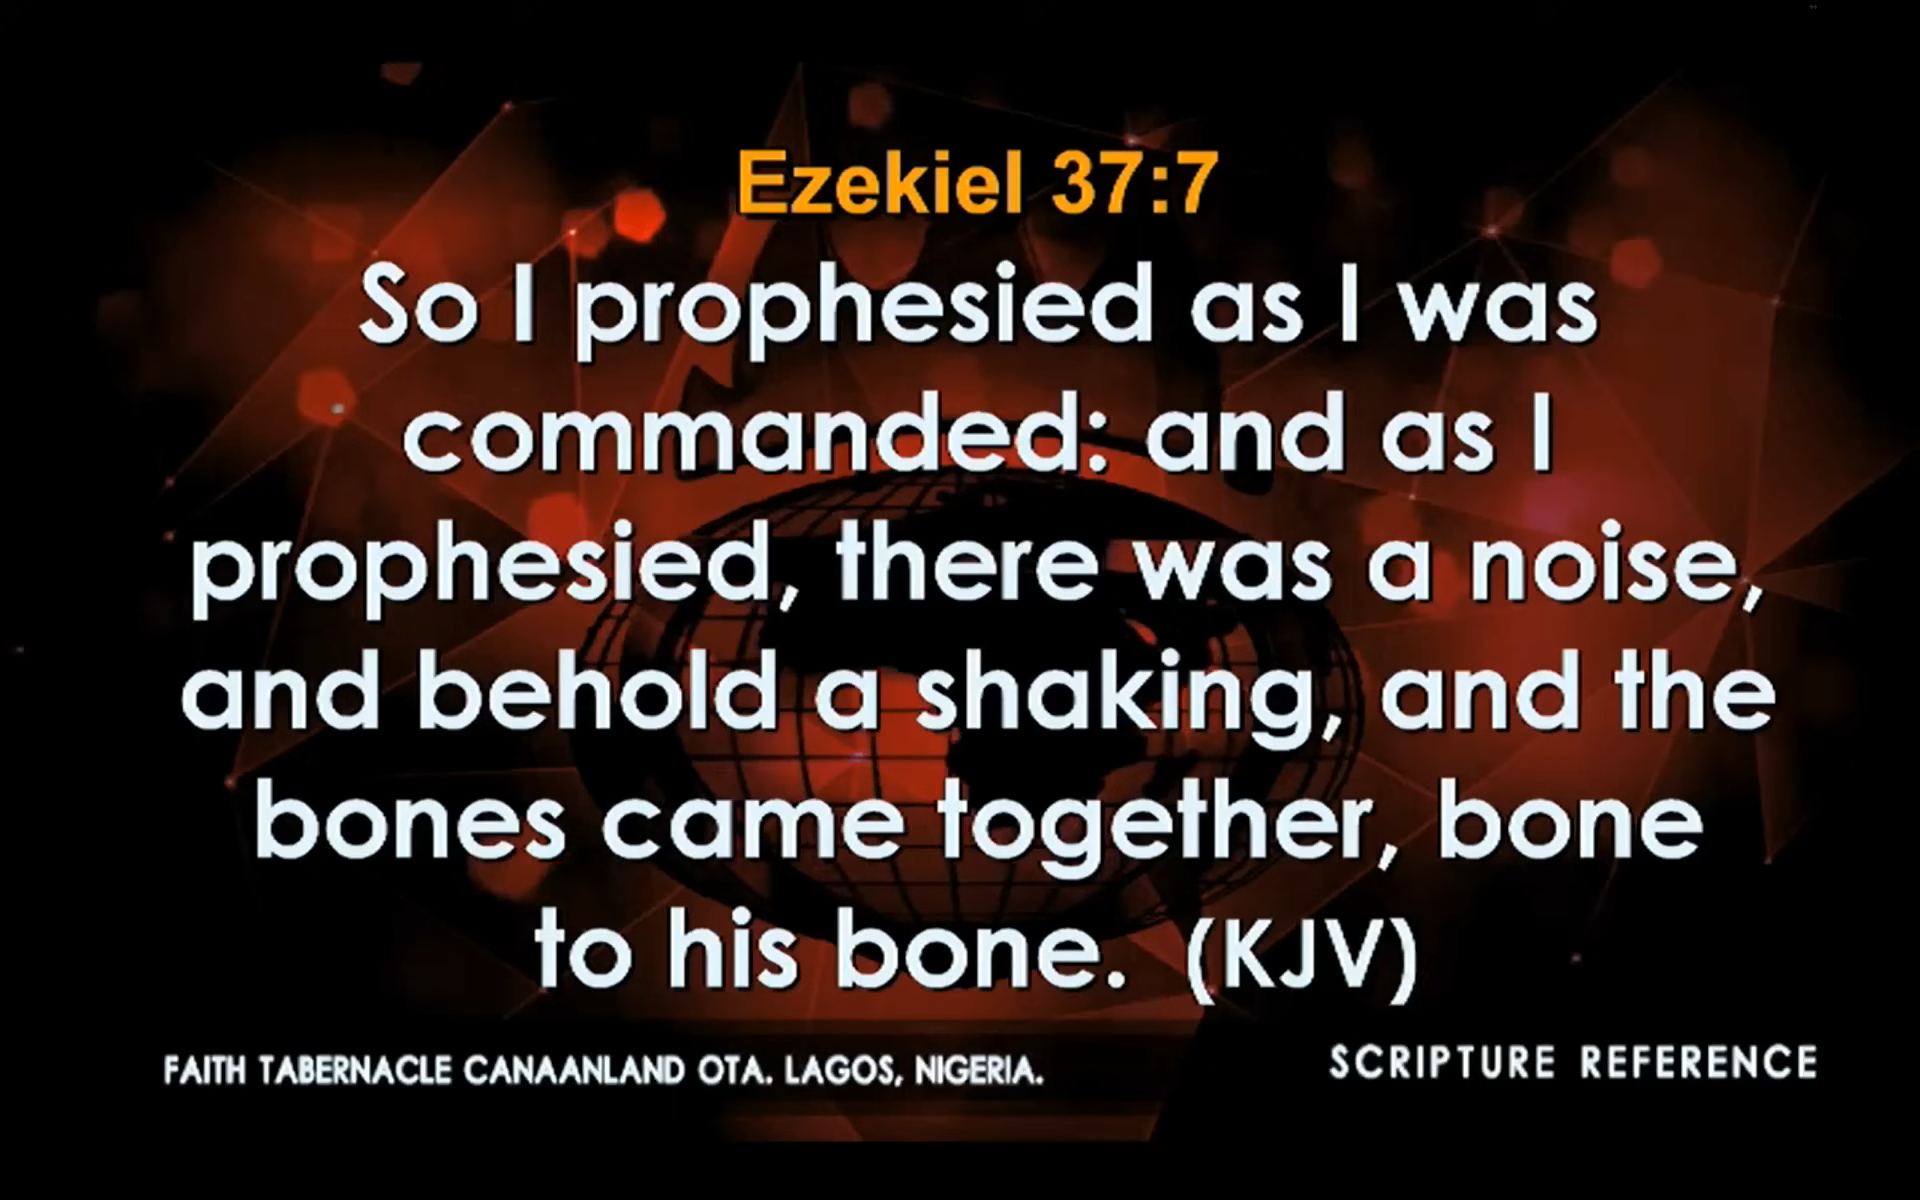 Ezekiel 37:7
So I prophesied as I was
commanded: and as I
prophesied, there was a noise,
and behold a shaking, and the
bones came together, bone
to his bone. (KJV)
FAITH TABERNACLE CANAANLAND OTA. LAGOS, NIGERIA.
SCRIPTURE REFERENCE